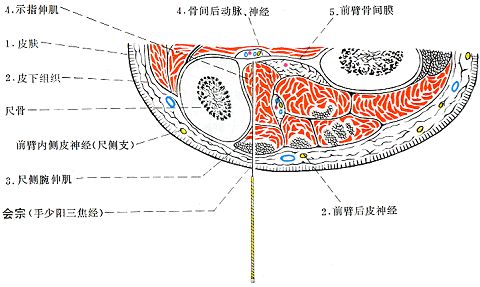 4.示指伸肌
4.骨间后动脉、神经
5.前臂骨间膜
1.皮肤
2.皮下组织
尺骨
前臂内侧皮神经(尺侧支)
3.尺侧腕伸肌
会宗(手少阳三焦经)
2.前臂后皮神经